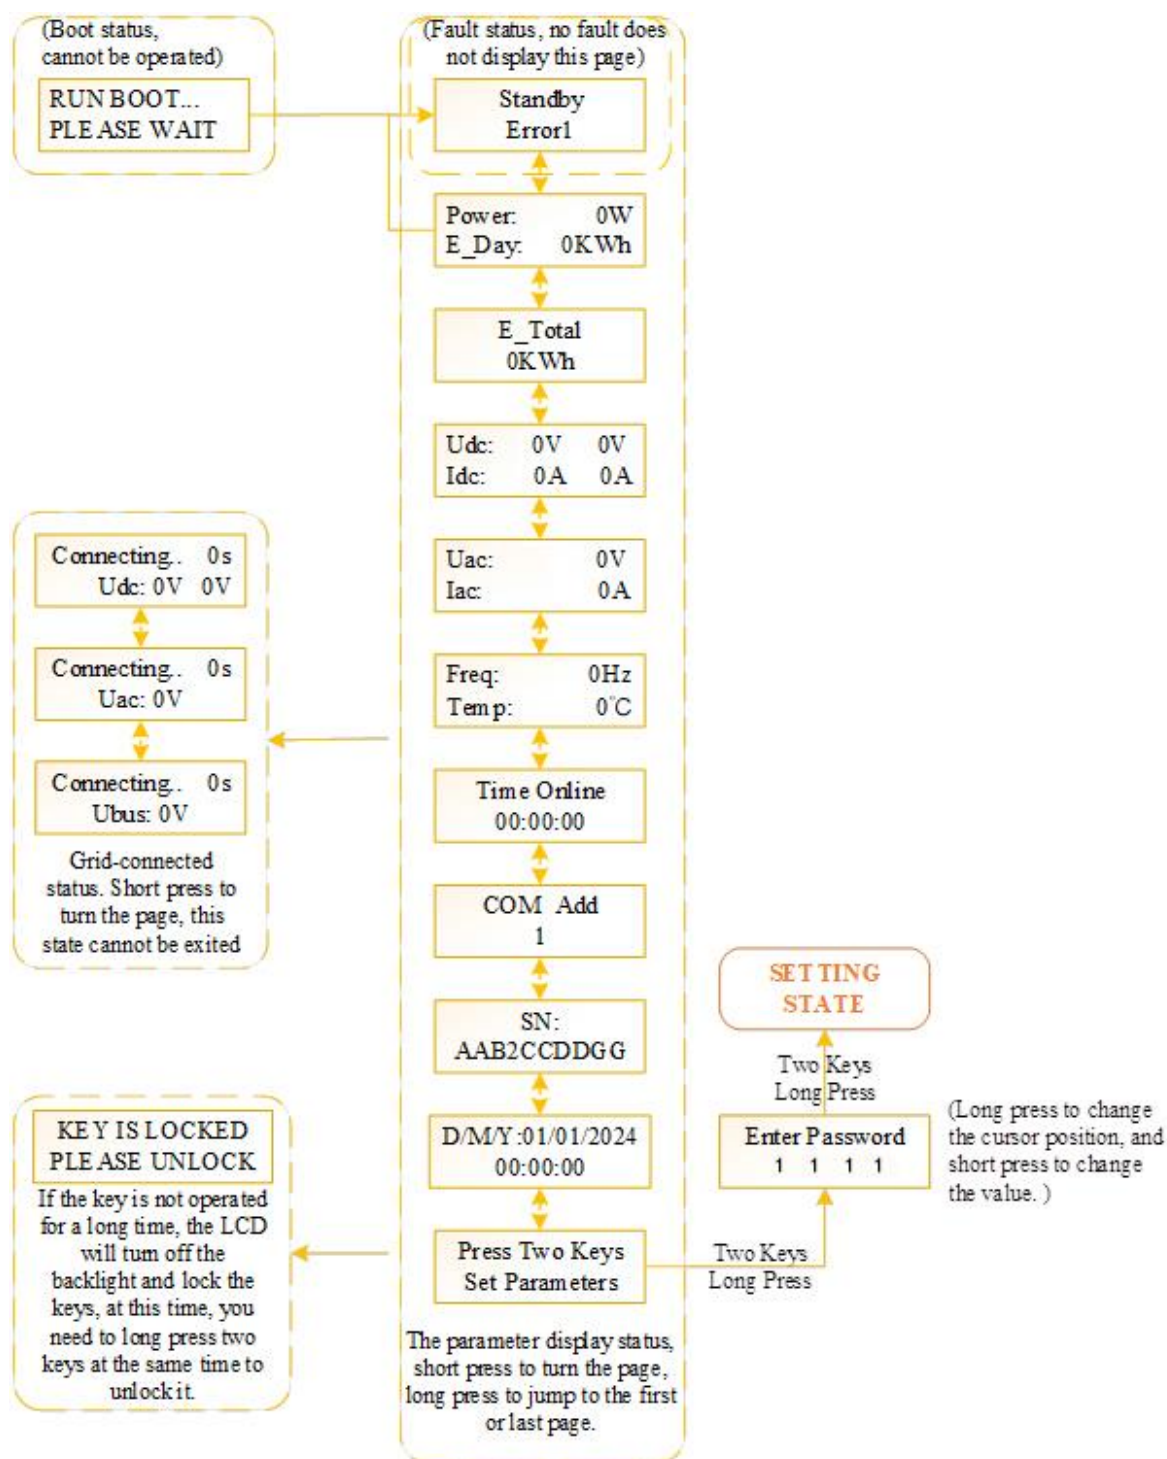 (Boot status,
cannot be operated)
RUN BOOT...
PLEASE WAIT
(Fault status, no fault does
not display this page)
Standby
Error1
Power: 0W
E_Day: 0KWh
E_Total
0KWh
Udc: 0V 0V
Idc: 0A 0A
Uac: 0V
Iac: 0A
Freq: 0Hz
Temp: 0℃
Time Online
00:00:00
COM Add
1
SN:
AAB2CCDDGG
D/M/Y:01/01/2024
00:00:00
Press Two Keys
Set Parameters
The parameter display status,
short press to turn the page,
long press to jump to the first
or last page.
Connecting.. 0s
Udc: 0V 0V
Connecting.. 0s
Uac: 0V
Connecting.. 0s
Ubus: 0V
Grid-connected
status. Short press to
turn the page, this
state cannot be exited
KEY IS LOCKED
PLEASE UNLOCK
If the key is not operated
for a long time, the LCD
will turn off the
backlight and lock the
keys, at this time, you
need to long press two
keys at the same time to
unlock it.
SETTING
STATE
Two Keys
Long Press
Enter Password
1 1 1 1
(Long press to change
the cursor position, and
short press to change
the value. )
Two Keys
Long Press